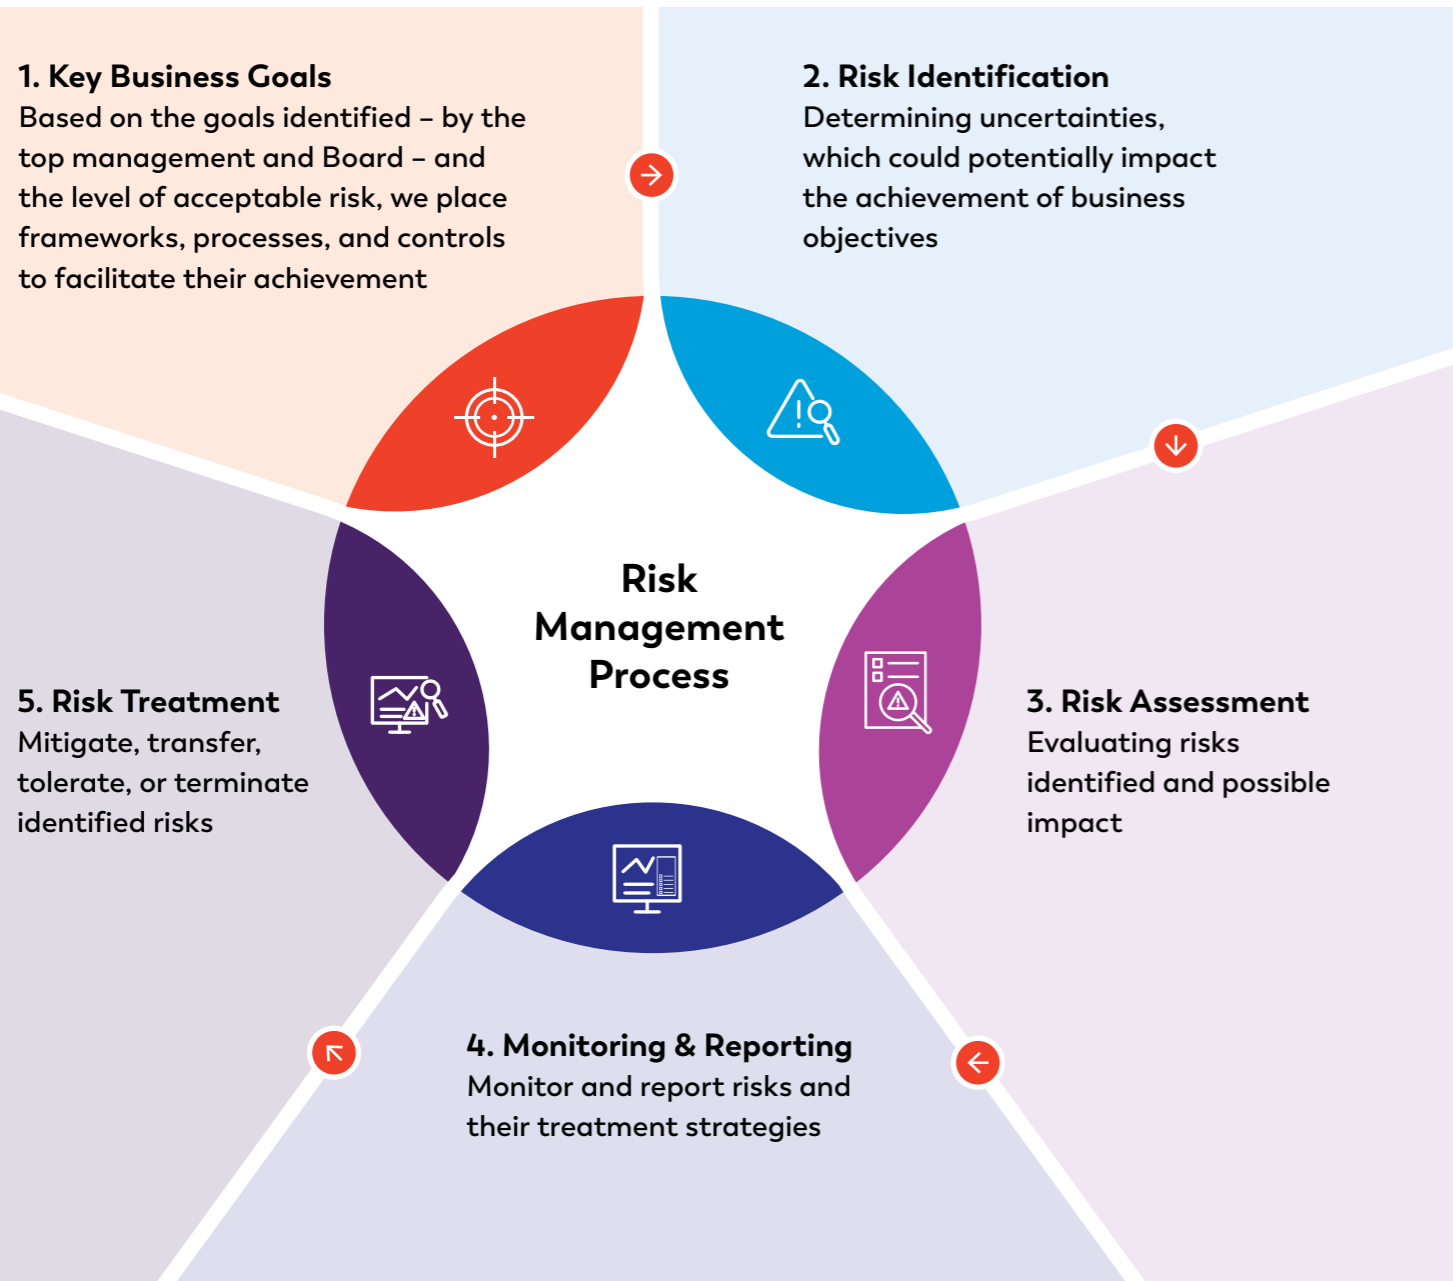 1. Key Business Goals
Based on the goals identified – by the
top management and Board – and
the level of acceptable risk, we place
frameworks, processes, and controls
to facilitate their achievement
2. Risk Identification
Determining uncertainties,
which could potentially impact
the achievement of business
objectives
Risk
Management
Process
3. Risk Assessment
Evaluating risks
identified and possible
impact
4. Monitoring & Reporting
Monitor and report risks and
their treatment strategies
5. Risk Treatment
Mitigate, transfer,
tolerate, or terminate
identified risks